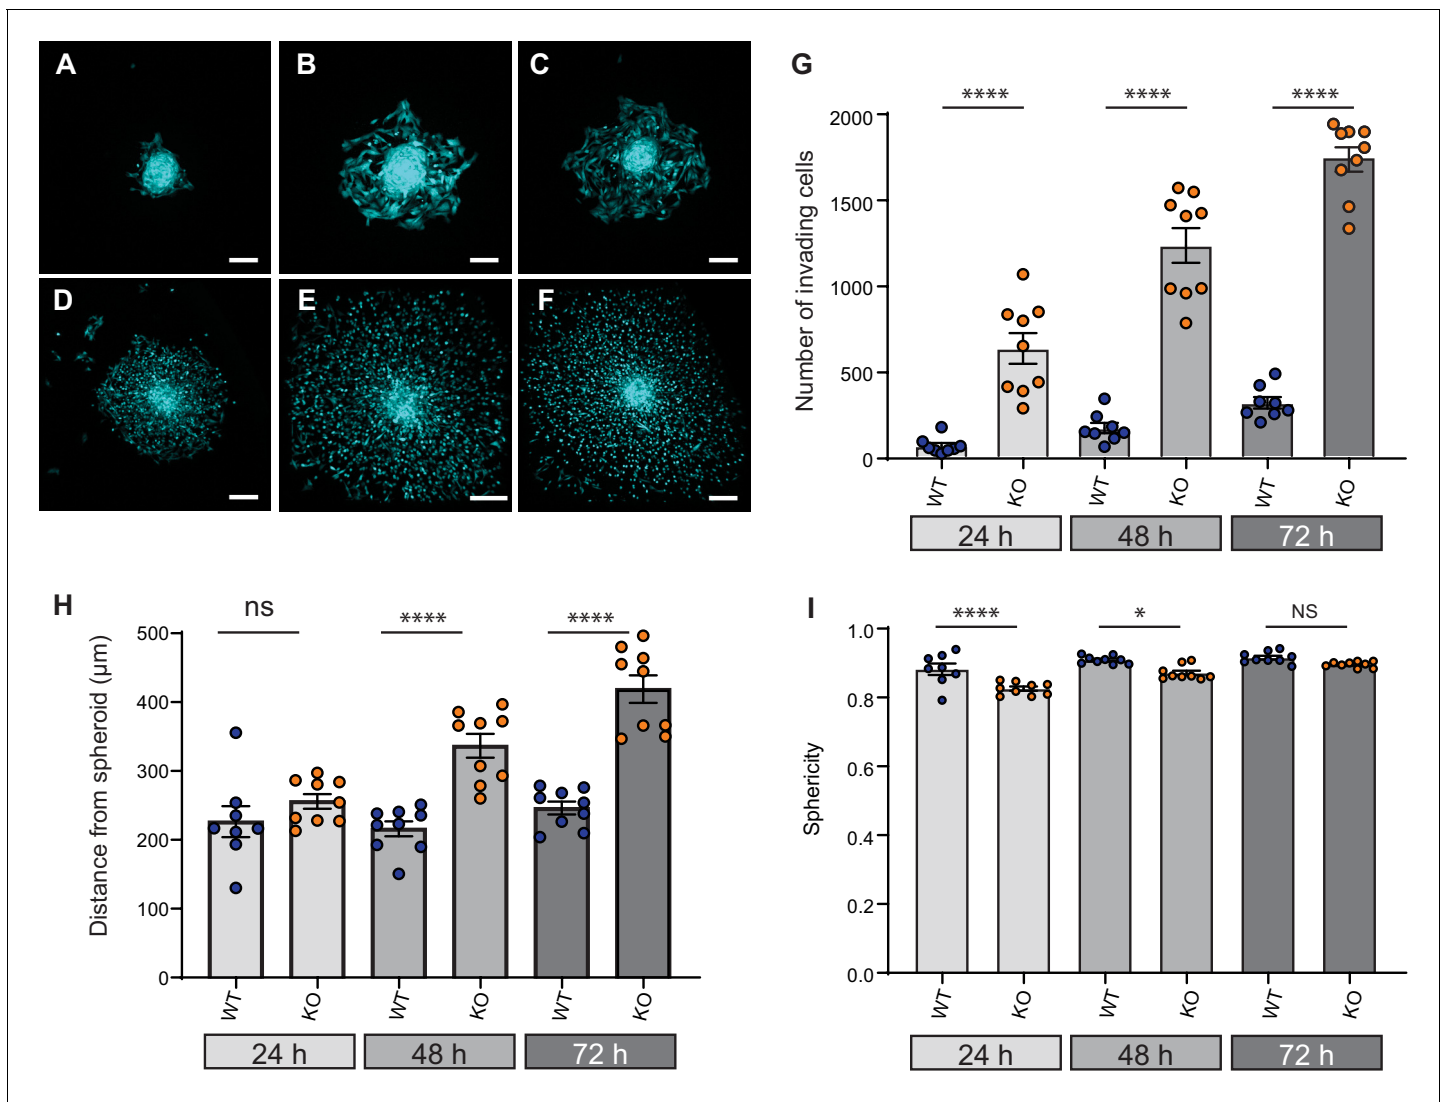 A
B
C
D
E
F
G
****
****
****
Number of invading cells
2000
1500
1000
500
0
WT
KO
WT
KO
WT
KO
24 h
48 h
72 h
H
ns
****
****
Distance from spheroid (µm)
500
400
300
200
100
0
WT
KO
WT
KO
WT
KO
24 h
48 h
72 h
I
****
*
NS
Sphericity
1.0
0.8
0.6
0.4
0.2
0.0
WT
KO
WT
KO
WT
KO
24 h
48 h
72 h